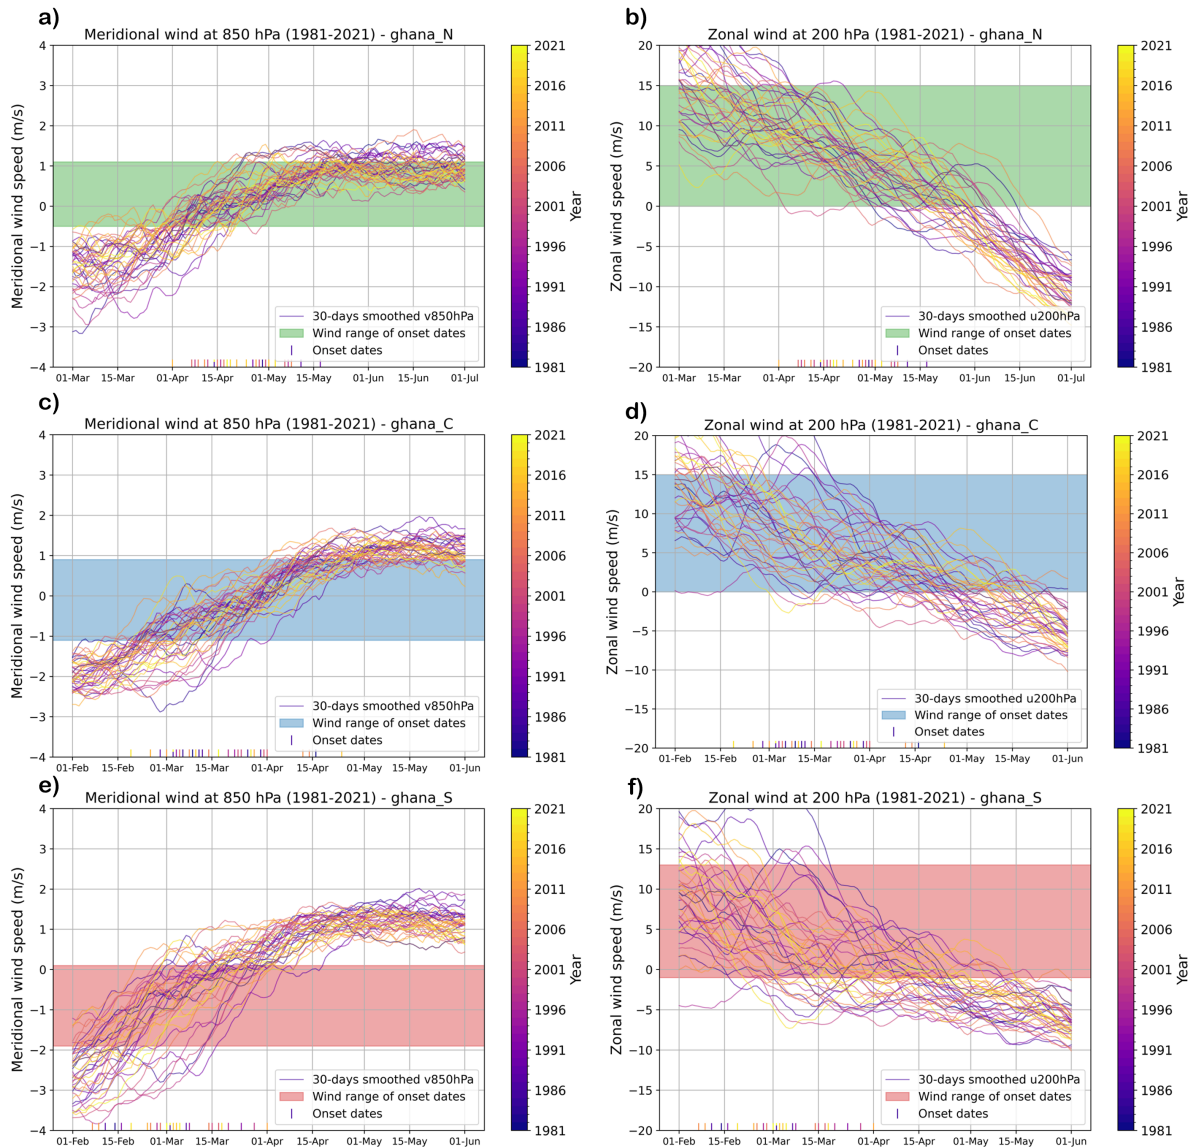 a)
Meridional wind at 850 hPa (1981-2021) - ghana_N
Meridional wind speed (m/s)
4
3
2
1
0
−1
−2
−3
−4
01-Mar
15-Mar
01-Apr
15-Apr
01-May
15-May
01-Jun
15-Jun
01-Jul
30-days smoothed v850hPa
Wind range of onset dates
Onset dates
2021
2016
2011
2006
2001
1996
1991
1986
1981
Year
b)
Zonal wind at 200 hPa (1981-2021) - ghana_N
Zonal wind speed (m/s)
20
15
10
5
0
−5
−10
−15
−20
01-Mar
15-Mar
01-Apr
15-Apr
01-May
15-May
01-Jun
15-Jun
01-Jul
30-days smoothed u200hPa
Wind range of onset dates
Onset dates
2021
2016
2011
2006
2001
1996
1991
1986
1981
Year
c)
Meridional wind at 850 hPa (1981-2021) - ghana_C
Meridional wind speed (m/s)
4
3
2
1
0
−1
−2
−3
−4
01-Feb
15-Feb
01-Mar
15-Mar
01-Apr
15-Apr
01-May
15-May
01-Jun
30-days smoothed v850hPa
Wind range of onset dates
Onset dates
2021
2016
2011
2006
2001
1996
1991
1986
1981
Year
d)
Zonal wind at 200 hPa (1981-2021) - ghana_C
Zonal wind speed (m/s)
20
15
10
5
0
−5
−10
−15
−20
01-Feb
15-Feb
01-Mar
15-Mar
01-Apr
15-Apr
01-May
15-May
01-Jun
30-days smoothed u200hPa
Wind range of onset dates
Onset dates
2021
2016
2011
2006
2001
1996
1991
1986
1981
Year
e)
Meridional wind at 850 hPa (1981-2021) - ghana_S
Meridional wind speed (m/s)
4
3
2
1
0
−1
−2
−3
−4
01-Feb
15-Feb
01-Mar
15-Mar
01-Apr
15-Apr
01-May
15-May
01-Jun
30-days smoothed v850hPa
Wind range of onset dates
Onset dates
2021
2016
2011
2006
2001
1996
1991
1986
1981
Year
f)
Zonal wind at 200 hPa (1981-2021) - ghana_S
Zonal wind speed (m/s)
20
15
10
5
0
−5
−10
−15
−20
01-Feb
15-Feb
01-Mar
15-Mar
01-Apr
15-Apr
01-May
15-May
01-Jun
30-days smoothed u200hPa
Wind range of onset dates
Onset dates
2021
2016
2011
2006
2001
1996
1991
1986
1981
Year